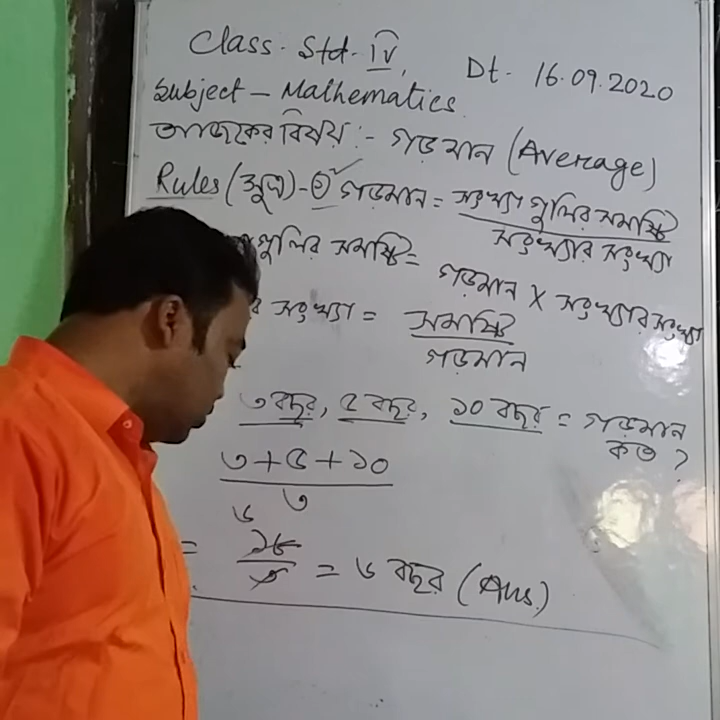 Class - Std - IV, Dt - 16.09.2020
Subject - Mathematics
আজকের বিষয় :- গড়মান (Average)
Rules (সূত্র) - ① গড়মান = সংখ্যাগুলির সমষ্টি / সংখ্যার সংখ্যা
গুলির সমষ্টি = গড়মান X সংখ্যার সংখ্যা
র সংখ্যা = সমষ্টি / গড়মান
৩ বছর, ৫ বছর, ১০ বছর = গড়মান কত ?
৩+৫+১০
৩
৬
= ১৮ / ৩ = ৬ বছর (Ans)